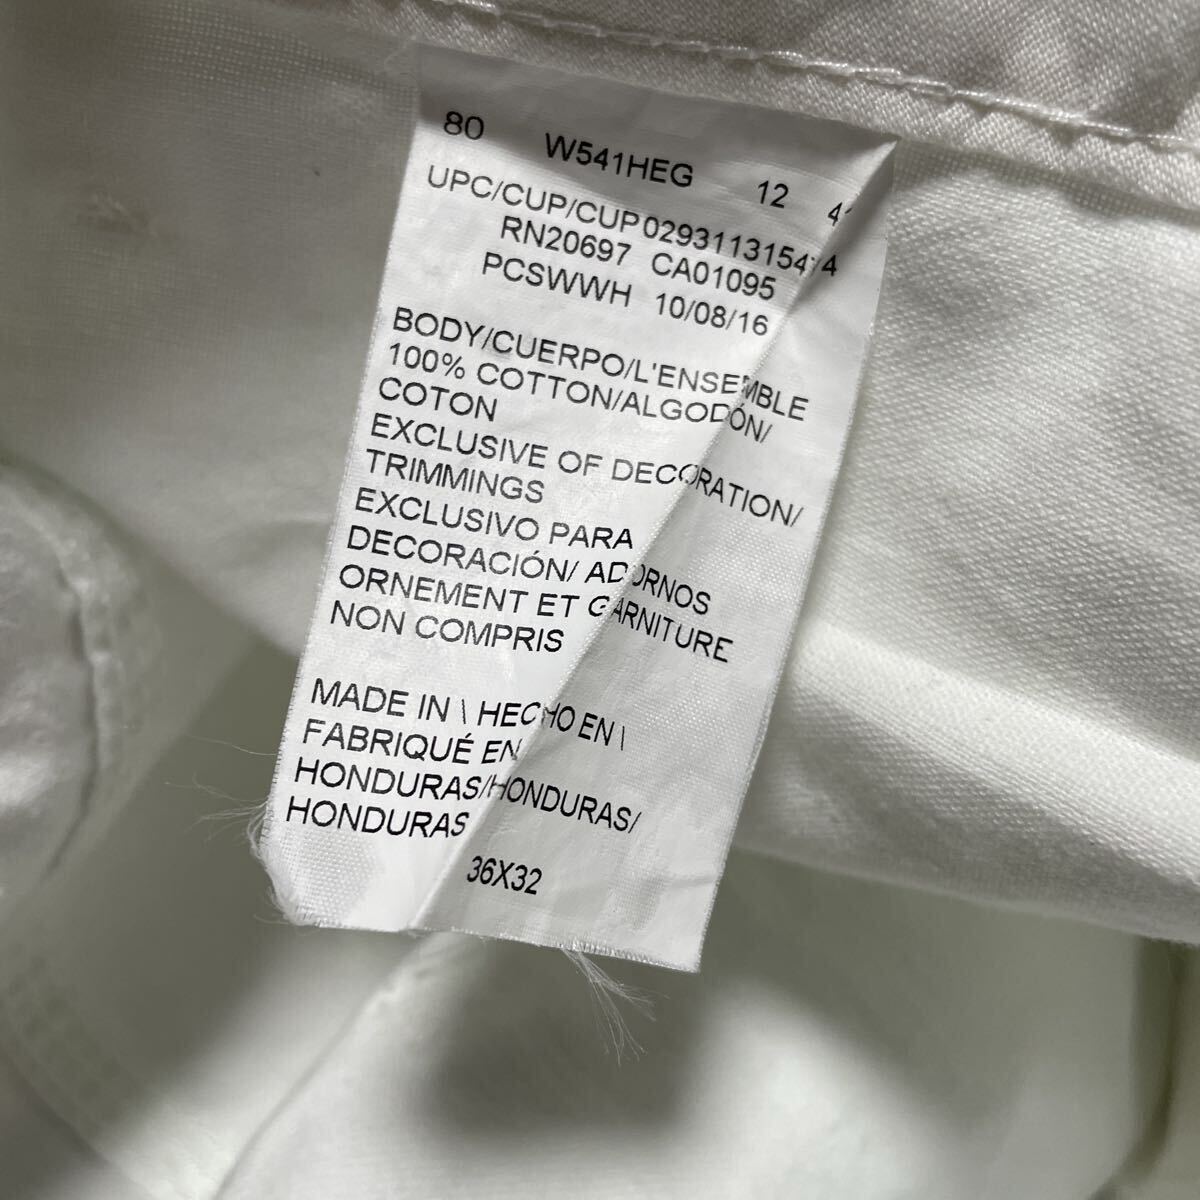 80 W541HEG 12
UPC/CUP/CUP
RN20697 CA01095
PCSWWH 10/08/16
BODY/CUERPO/L'ENSEMBLE
100% COTTON/ALGODÓN/
COTON
EXCLUSIVE OF DECORATION/
TRIMMINGS
EXCLUSIVO PARA
DECORACIÓN/ ADORNOS
ORNEMENT ET GARNITURE
NON COMPRIS
MADE IN \ HECHO EN \
FABRIQUÉ EN
HONDURAS/HONDURAS/
HONDURAS
36X32